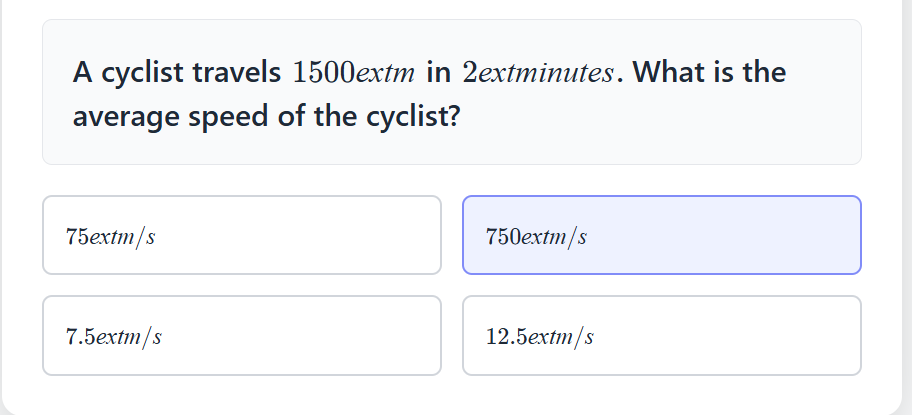 A cyclist travels 1500extm in 2extminutes. What is the
average speed of the cyclist?
75extm/s
750extm/s
7.5extm/s
12.5extm/s